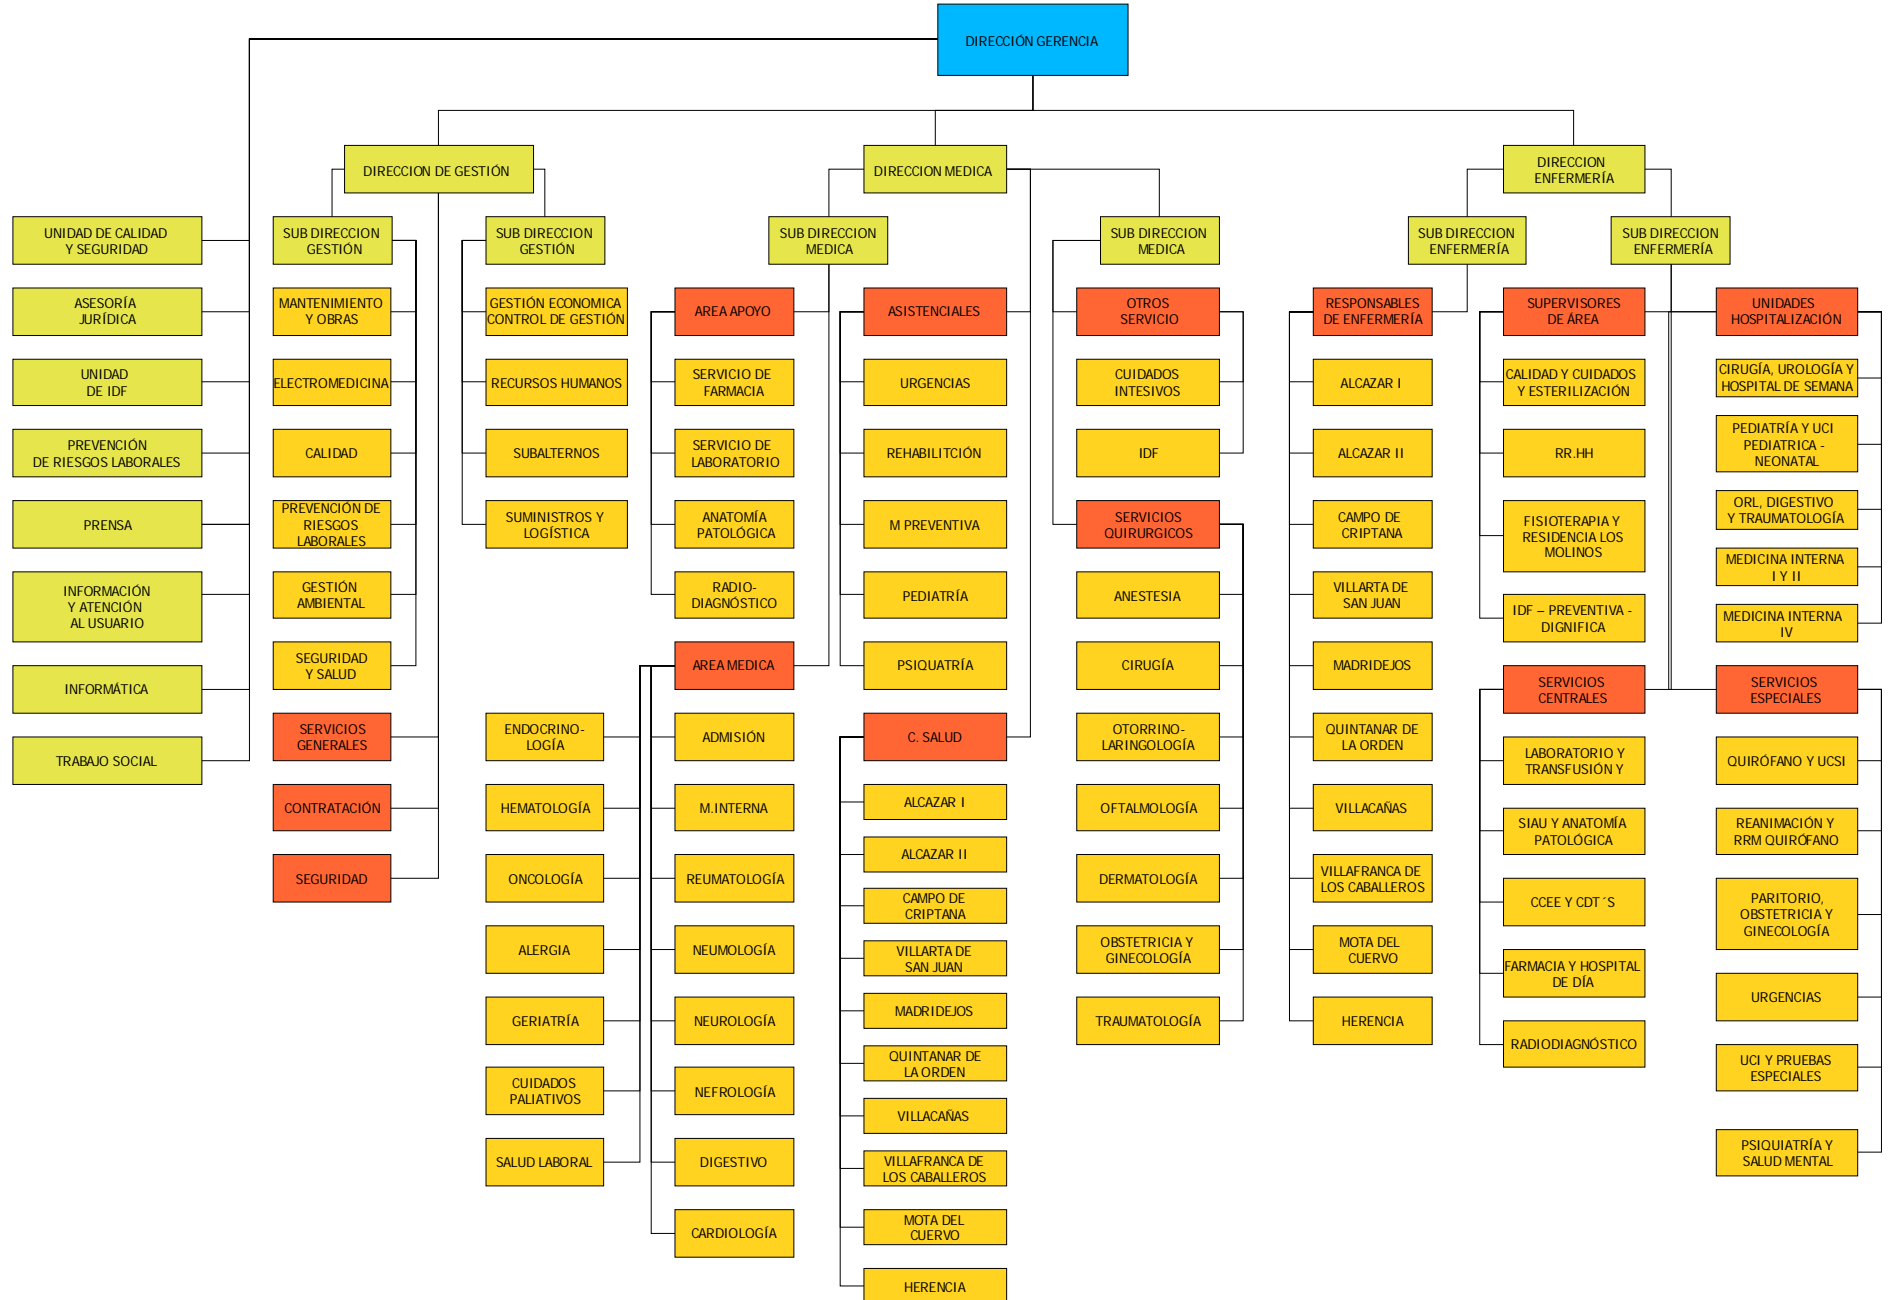 DIRECCIÓN GERENCIA
DIRECCION DE GESTIÓN
DIRECCION MEDICA
DIRECCION
ENFERMERÍA
UNIDAD DE CALIDAD
Y SEGURIDAD
ASESORÍA
JURÍDICA
UNIDAD
DE IDF
PREVENCIÓN
DE RIESGOS LABORALES
PRENSA
INFORMACIÓN
Y ATENCIÓN
AL USUARIO
INFORMÁTICA
TRABAJO SOCIAL
SUB DIRECCION
GESTIÓN
MANTENIMIENTO
Y OBRAS
ELECTROMEDICINA
CALIDAD
PREVENCIÓN DE
RIESGOS
LABORALES
GESTIÓN
AMBIENTAL
SEGURIDAD
Y SALUD
SERVICIOS
GENERALES
CONTRATACIÓN
SEGURIDAD
SUB DIRECCION
GESTIÓN
GESTIÓN ECONOMICA
CONTROL DE GESTIÓN
RECURSOS HUMANOS
SUBALTERNOS
SUMINISTROS Y
LOGÍSTICA
SUB DIRECCION
MEDICA
AREA APOYO
SERVICIO DE
FARMACIA
SERVICIO DE
LABORATORIO
ANATOMÍA
PATOLÓGICA
RADIO-
DIAGNÓSTICO
AREA MEDICA
ENDOCRINO-
LOGÍA
HEMATOLOGÍA
ONCOLOGÍA
ALERGIA
GERIATRÍA
CUIDADOS
PALIATIVOS
SALUD LABORAL
ADMISIÓN
M.INTERNA
REUMATOLOGÍA
NEUMOLOGÍA
NEUROLOGÍA
NEFROLOGÍA
DIGESTIVO
CARDIOLOGÍA
ASISTENCIALES
URGENCIAS
REHABILITCIÓN
M PREVENTIVA
PEDIATRÍA
PSIQUATRÍA
C. SALUD
ALCAZAR I
ALCAZAR II
CAMPO DE
CRIPTANA
VILLARTA DE
SAN JUAN
MADRIDEJOS
QUINTANAR DE
LA ORDEN
VILLACAÑAS
VILLAFRANCA DE
LOS CABALLEROS
MOTA DEL
CUERVO
HERENCIA
SUB DIRECCION
MEDICA
OTROS
SERVICIO
CUIDADOS
INTESIVOS
IDF
SERVICIOS
QUIRURGICOS
ANESTESIA
CIRUGÍA
OTORRINO-
LARINGOLOGÍA
OFTALMOLOGÍA
DERMATOLOGÍA
OBSTETRICIA Y
GINECOLOGÍA
TRAUMATOLOGÍA
SUB DIRECCION
ENFERMERÍA
RESPONSABLES
DE ENFERMERÍA
ALCAZAR I
ALCAZAR II
CAMPO DE
CRIPTANA
VILLARTA DE
SAN JUAN
MADRIDEJOS
QUINTANAR DE
LA ORDEN
VILLACAÑAS
VILLAFRANCA DE
LOS CABALLEROS
MOTA DEL
CUERVO
HERENCIA
SUB DIRECCION
ENFERMERÍA
SUPERVISORES
DE ÁREA
CALIDAD Y CUIDADOS
Y ESTERILIZACIÓN
RR.HH
FISIOTERAPIA Y
RESIDENCIA LOS
MOLINOS
IDF – PREVENTIVA -
DIGNIFICA
SERVICIOS
CENTRALES
LABORATORIO Y
TRANSFUSIÓN Y
SIAU Y ANATOMÍA
PATOLÓGICA
CCEE Y CDT´S
FARMACIA Y HOSPITAL
DE DÍA
RADIODIAGNÓSTICO
UNIDADES
HOSPITALIZACIÓN
CIRUGÍA, UROLOGÍA Y
HOSPITAL DE SEMANA
PEDIATRÍA Y UCI
PEDIATRICA -
NEONATAL
ORL, DIGESTIVO
Y TRAUMATOLOGÍA
MEDICINA INTERNA
I Y II
MEDICINA INTERNA
IV
SERVICIOS
ESPECIALES
QUIRÓFANO Y UCSI
REANIMACIÓN Y
RRM QUIRÓFANO
PARITORIO,
OBSTETRICIA Y
GINECOLOGÍA
URGENCIAS
UCI Y PRUEBAS
ESPECIALES
PSIQUIATRÍA Y
SALUD MENTAL